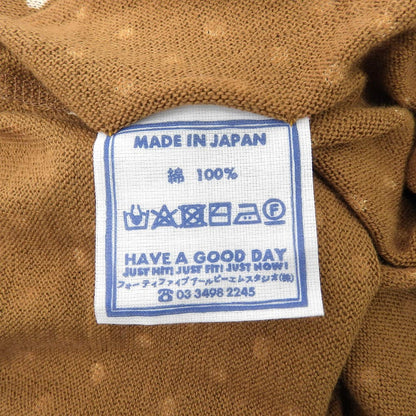 MADE IN JAPAN
綿 100%
F
HAVE A GOOD DAY
JUST HIT! JUST FIT! JUST NOW!
フォーティファイブアールピーエムスタジオ(株)
☎03 3498 2245